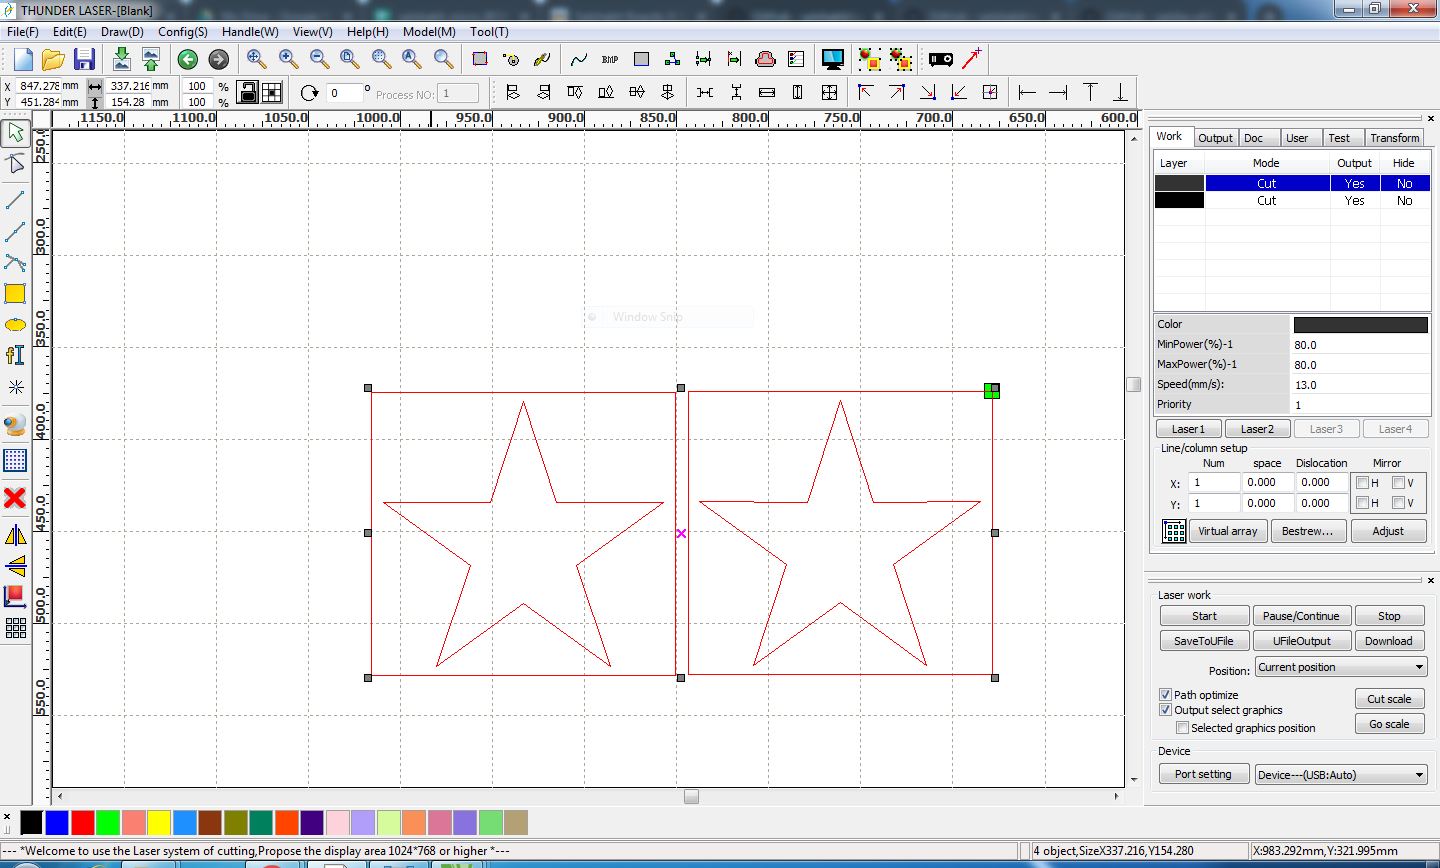 THUNDER LASER-[Blank]
File(F) Edit(E) Draw(D) Config(S) Handle(W) View(V) Help(H) Model(M) Tool(T)
BMP
X 847.278 mm 337.216 mm 100 %
Y 451.284 mm 154.28 mm 100 %
0 ° Process NO: 1
1150.0 1100.0 1050.0 1000.0 950.0 900.0 850.0 800.0 750.0 700.0 650.0 600.0
250.0
300.0
350.0
400.0
450.0
500.0
550.0
Window Snip
Work Output Doc User Test Transform
Layer Mode Output Hide
Cut Yes No
Cut Yes No
Color
MinPower(%)-1 80.0
MaxPower(%)-1 80.0
Speed(mm/s): 13.0
Priority 1
Laser1 Laser2 Laser3 Laser4
Line/column setup
Num space Dislocation Mirror
X: 1 0.000 0.000 H V
Y: 1 0.000 0.000 H V
Virtual array Bestrew... Adjust
Laser work
Start Pause/Continue Stop
SaveToUFile UFileOutput Download
Position: Current position
Path optimize
Cut scale
Output select graphics
Go scale
Selected graphics position
Device
Port setting Device---(USB:Auto)
--- *Welcome to use the Laser system of cutting,Propose the display area 1024*768 or higher *---
4 object,SizeX337.216,Y154.280 X:983.292mm,Y:321.995mm